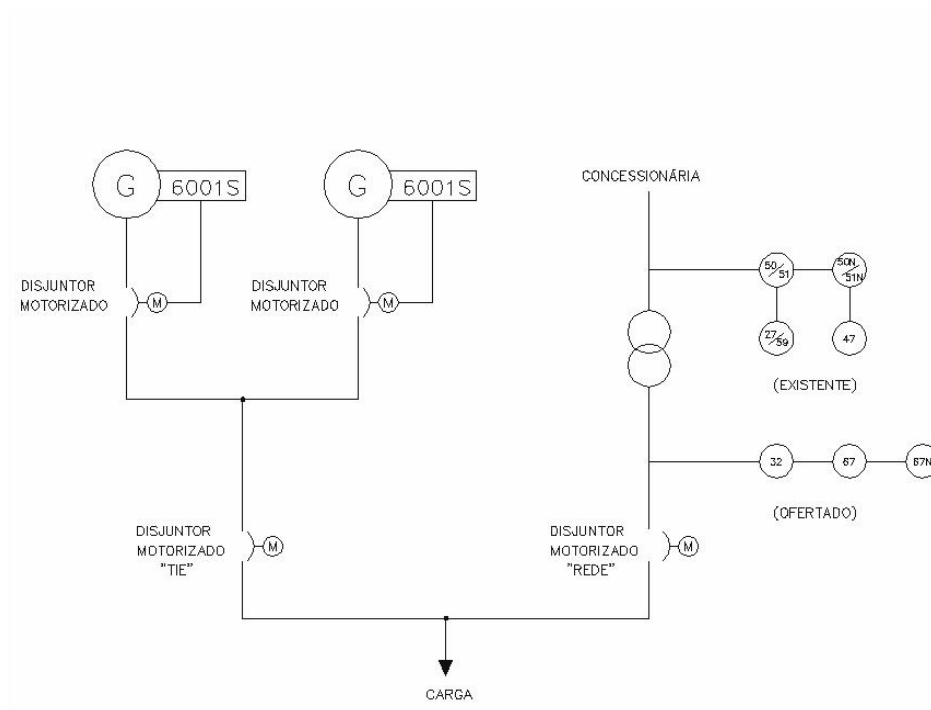 G
6001S
G
6001S
CONCESSIONÁRIA
50/51
50N/51N
DISJUNTOR
MOTORIZADO
M
DISJUNTOR
MOTORIZADO
M
27/59
47
(EXISTENTE)
32
67
67N
(OFERTADO)
DISJUNTOR
MOTORIZADO
"TIE"
M
DISJUNTOR
MOTORIZADO
"REDE"
M
CARGA